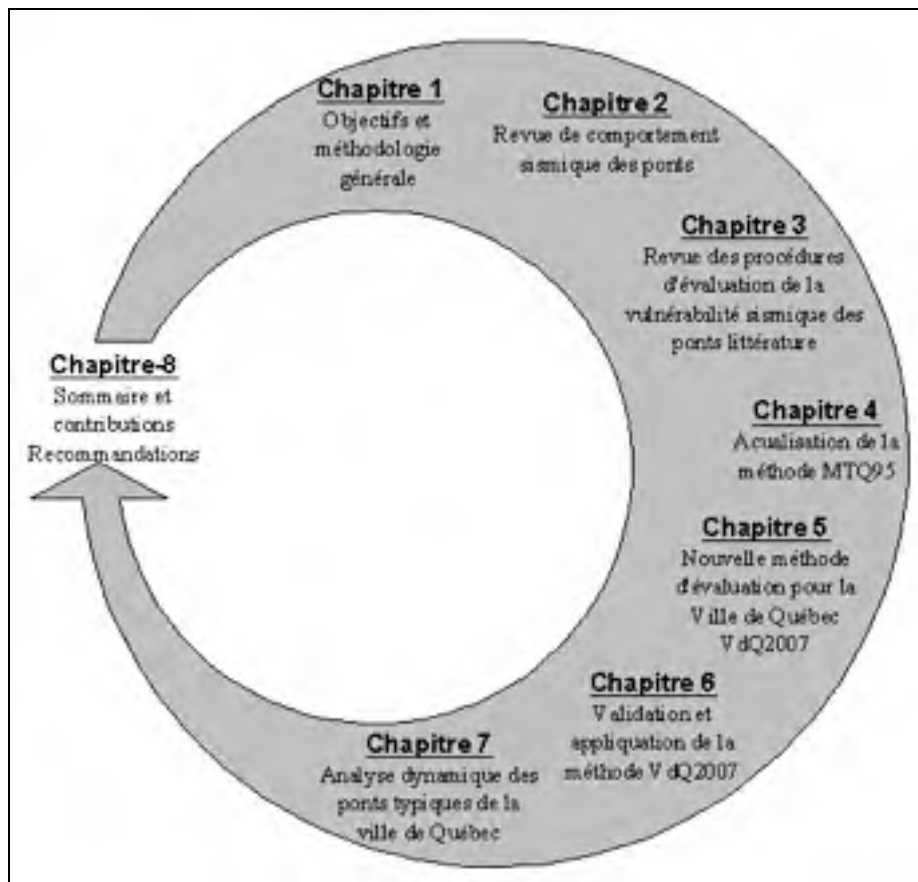 Chapitre 1
Objectifs et
méthodologie
générale
Chapitre 2
Revue de comportement
sismique des ponts
Chapitre 3
Revue des procédures
d'évaluation de la
vulnérabilité sismique des
ponts littérature
Chapitre 4
Acualisation de la
méthode MTQ95
Chapitre 5
Nouvelle méthode
d'évaluation pour la
Ville de Québec
VdQ2007
Chapitre 6
Validation et
appliquation de la
méthode VdQ2007
Chapitre 7
Analyse dynamique des
ponts typiques de la
ville de Québec
Chapitre-8
Sommaire et
contributions
Recommandations